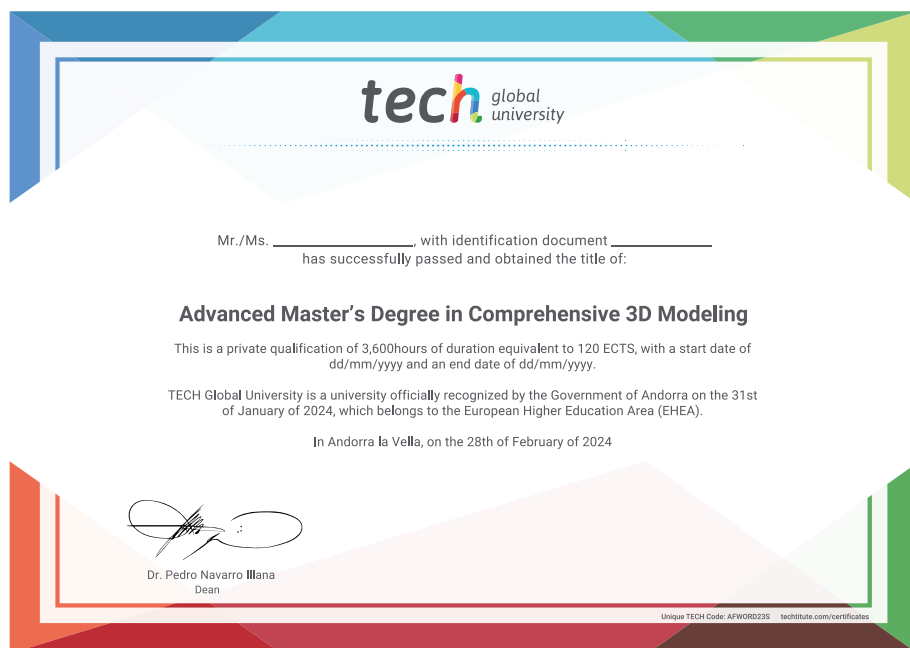 tech global
university
Mr./Ms. ____________________, with identification document ______________
has successfully passed and obtained the title of:
Advanced Master’s Degree in Comprehensive 3D Modeling
This is a private qualification of 3,600hours of duration equivalent to 120 ECTS, with a start date of
dd/mm/yyyy and an end date of dd/mm/yyyy.
TECH Global University is a university officially recognized by the Government of Andorra on the 31st
of January of 2024, which belongs to the European Higher Education Area (EHEA).
In Andorra la Vella, on the 28th of February of 2024
Dr. Pedro Navarro Illana
Dean
Unique TECH Code: AFWORD23S techtitute.com/certificates